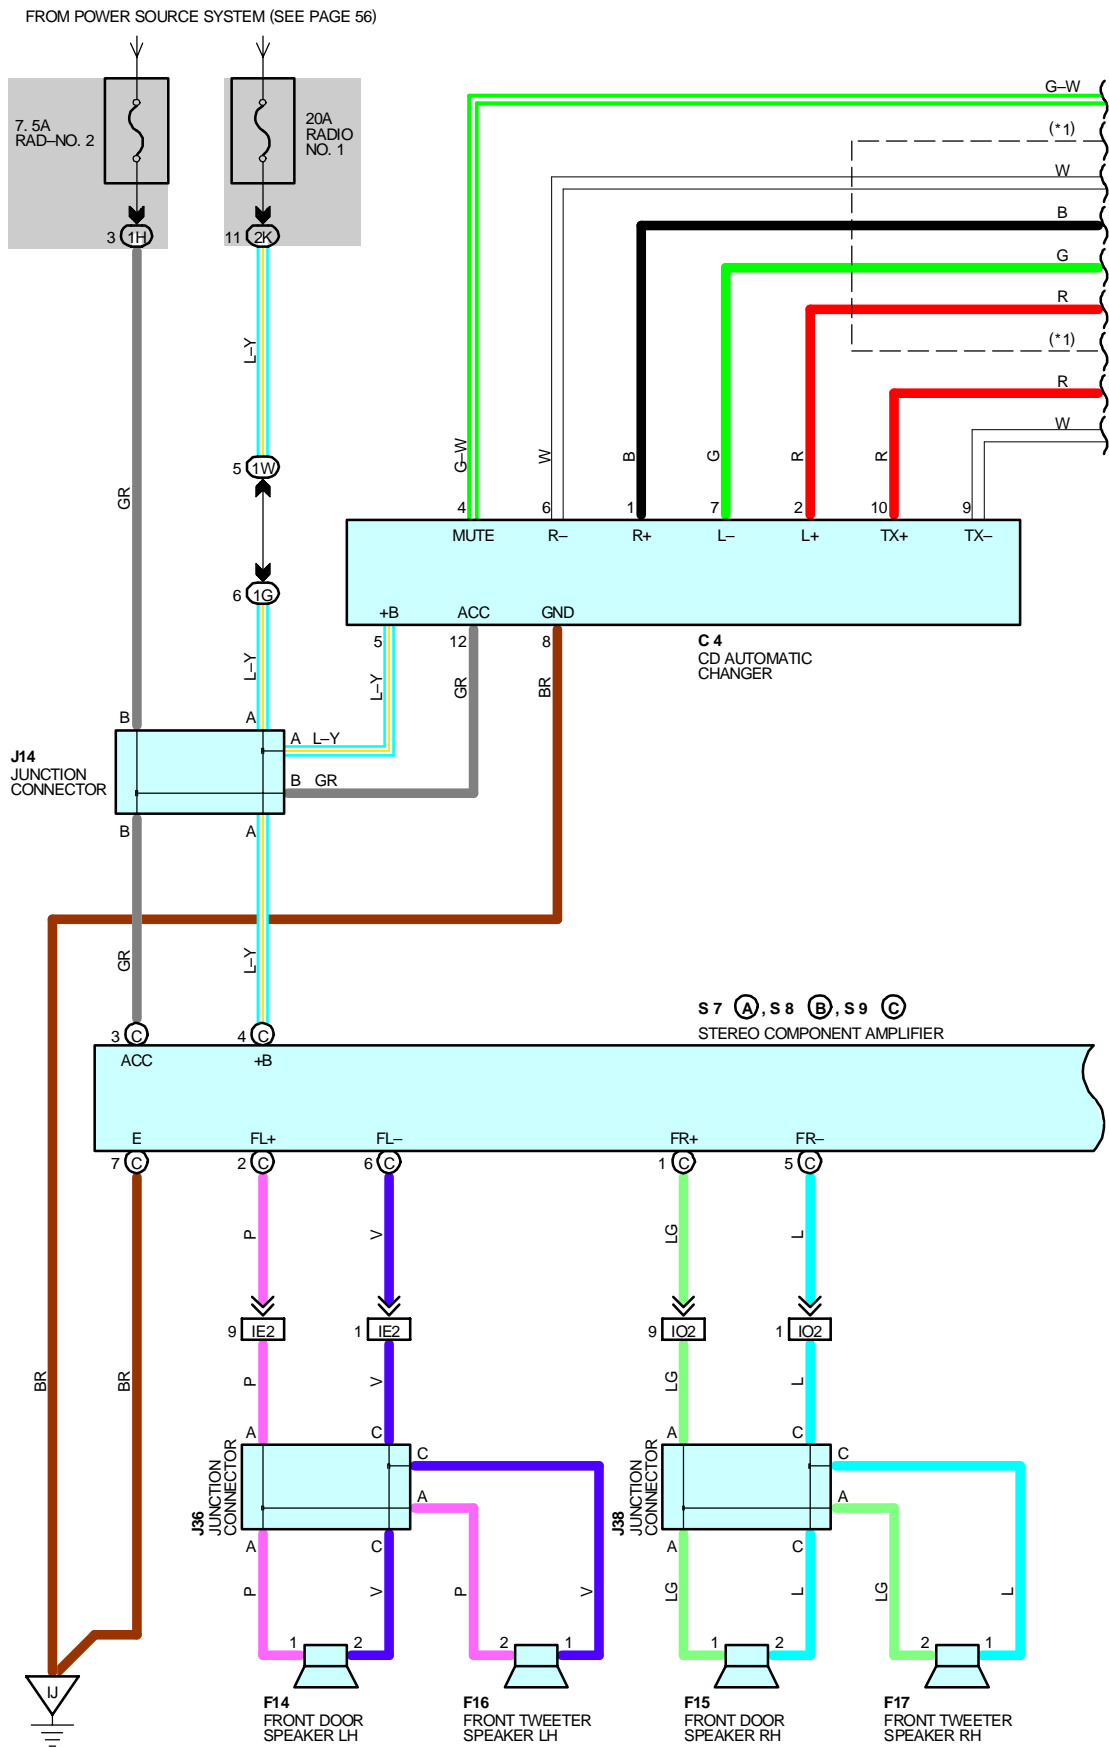 FROM POWER SOURCE SYSTEM (SEE PAGE 56)
7. 5A
RAD–NO. 2
20A
RADIO
NO. 1
3 1H
11 2K
G–W
(*1)
W
B
G
R
(*1)
R
W
L–Y
GR
5 1W
6 1G
L–Y
G–W
W
B
G
R
R
4
6
1
7
2
10
9
MUTE
R–
R+
L–
L+
TX+
TX–
+B
ACC
GND
5
12
8
C 4
CD AUTOMATIC
CHANGER
L–Y
GR
BR
B
A
A L–Y
B GR
J14
JUNCTION
CONNECTOR
B
A
GR
L–Y
S 7 A , S 8 B , S 9 C
STEREO COMPONENT AMPLIFIER
3 C
4 C
ACC
+B
E
FL+
FL–
FR+
FR–
7 C
2 C
6 C
1 C
5 C
P
V
LG
L
9 IE2
1 IE2
9 IO2
1 IO2
BR
BR
P
V
LG
L
A
C
A
C
C
A
C
A
J36
JUNCTION
CONNECTOR
J38
JUNCTION
CONNECTOR
A
C
A
C
P
V
P
V
LG
L
LG
L
1
2
2
1
1
2
2
1
IJ
F14
FRONT DOOR
SPEAKER LH
F16
FRONT TWEETER
SPEAKER LH
F15
FRONT DOOR
SPEAKER RH
F17
FRONT TWEETER
SPEAKER RH